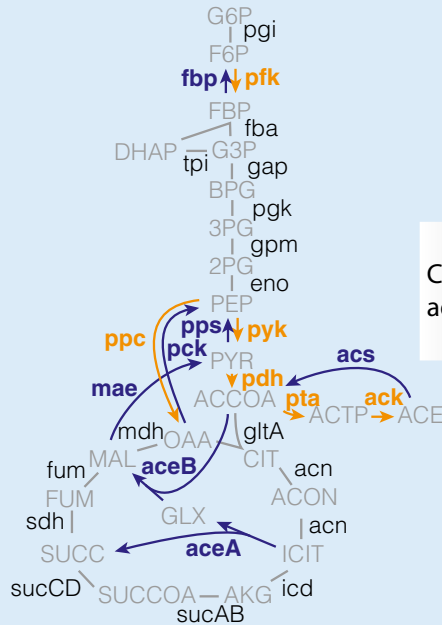 G6P
pgi
F6P
fbp pfk
FBP
fba
DHAP G3P
tpi
gap
BPG
pgk
3PG
gpm
2PG
eno
PEP
ppc pps pyk
pck
PYR
acs
mae pdh
ACCOA pta ack
ACTP ACE
mdh OAA gltA
MAL aceB CIT
fum acn
FUM GLX ACON
sdh acn
SUCC aceA ICIT
sucCD icd
SUCCOA AKG
sucAB
C